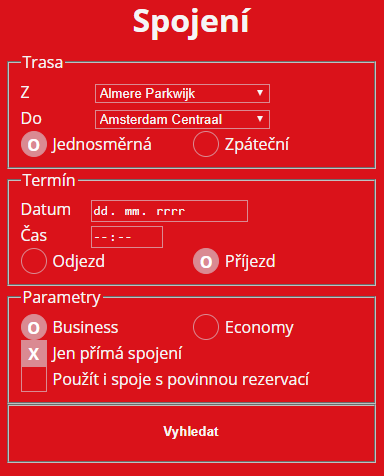 Spojení
Trasa
Z Almere Parkwijk
Do Amsterdam Centraal
O Jednosměrná Zpáteční
Termín
Datum dd. mm. rrrr
Čas --:--
Odjezd O Příjezd
Parametry
O Business Economy
X Jen přímá spojení
Použít i spoje s povinnou rezervací
Vyhledat